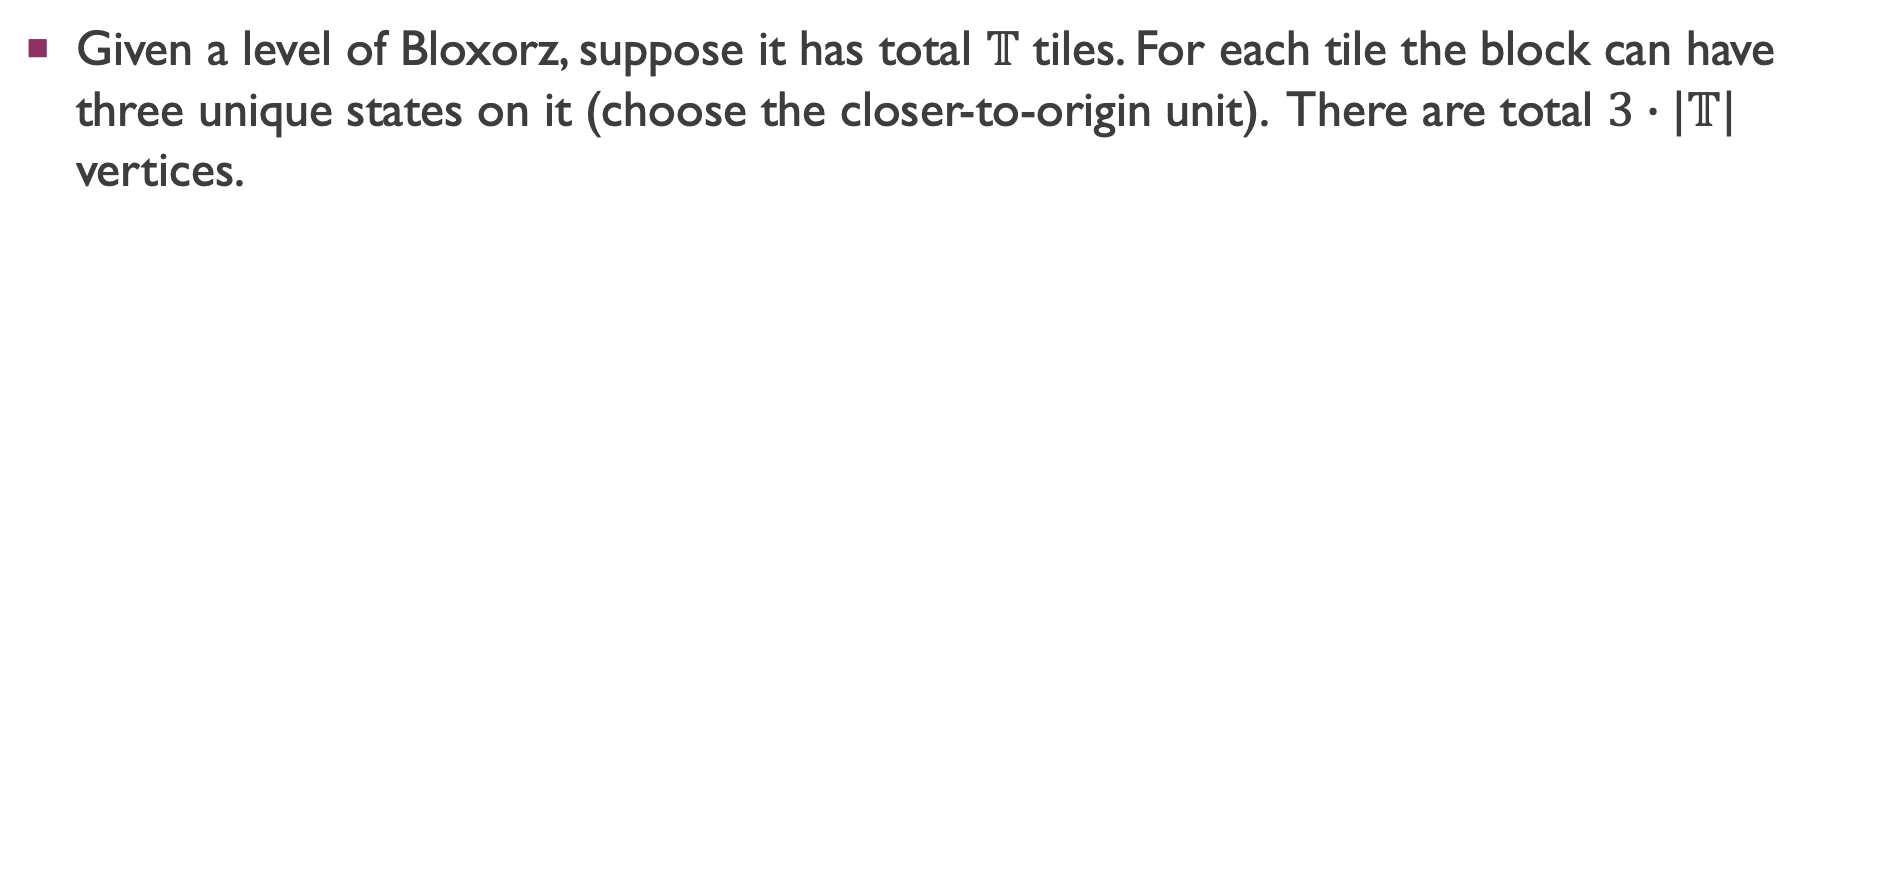 ▪ Given a level of Bloxorz, suppose it has total 𝕋 tiles. For each tile the block can have
three unique states on it (choose the closer-to-origin unit). There are total 3 · |𝕋|
vertices.